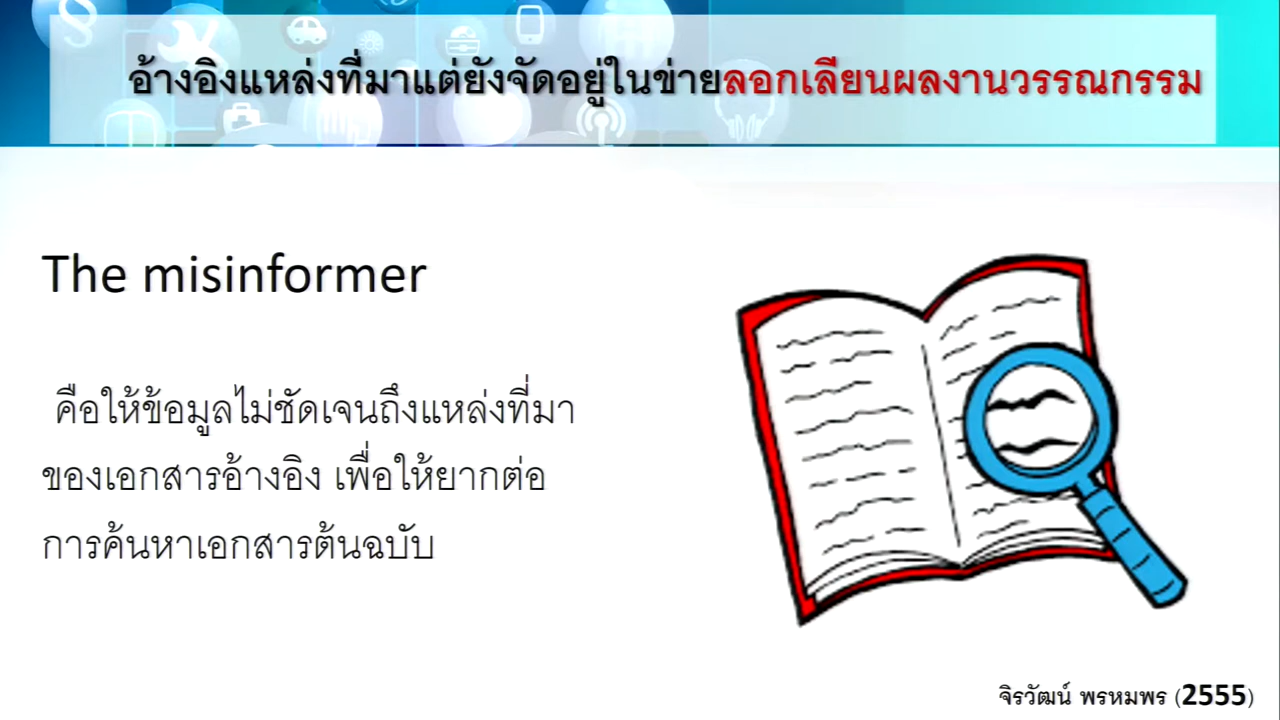 อ้างอิงแหล่งที่มาแต่ยังจัดอยู่ในข่ายลอกเลียนผลงานวรรณกรรม
The misinformer
คือให้ข้อมูลไม่ชัดเจนถึงแหล่งที่มา
ของเอกสารอ้างอิง เพื่อให้ยากต่อ
การค้นหาเอกสารต้นฉบับ
จิรวัฒน์ พรหมพร (2555)